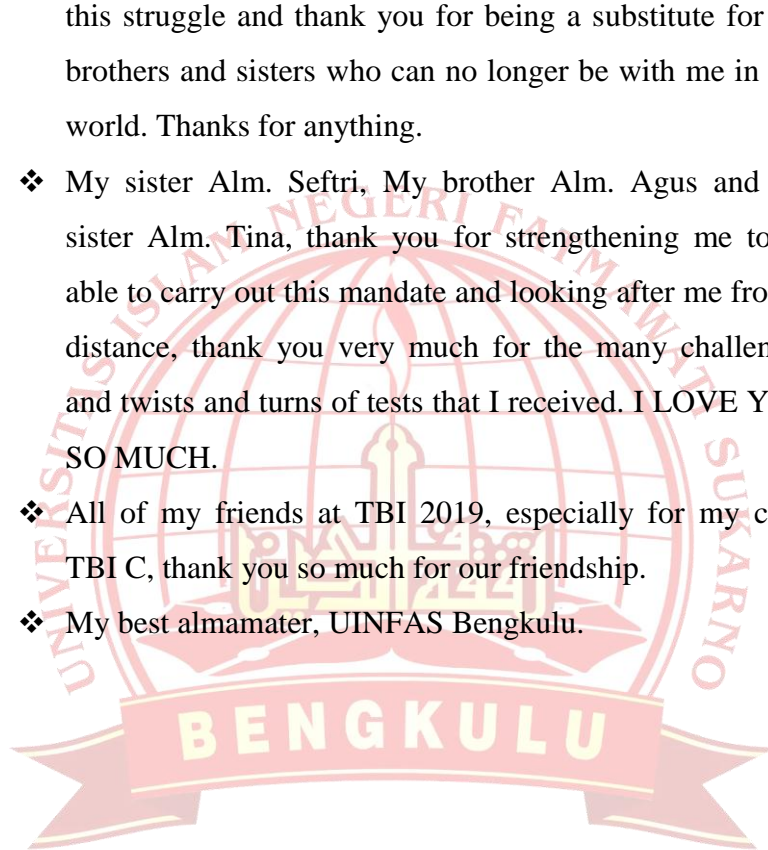 this struggle and thank you for being a substitute for
brothers and sisters who can no longer be with me in
world. Thanks for anything.
❖ My sister Alm. Seftri, My brother Alm. Agus and
sister Alm. Tina, thank you for strengthening me to
able to carry out this mandate and looking after me fro
distance, thank you very much for the many challen
and twists and turns of tests that I received. I LOVE Y
SO MUCH.
❖ All of my friends at TBI 2019, especially for my c
TBI C, thank you so much for our friendship.
❖ My best almamater, UINFAS Bengkulu.
UNIVERSITAS ISLAM NEGERI FATMAWATI SUKARNO
BENGKULU